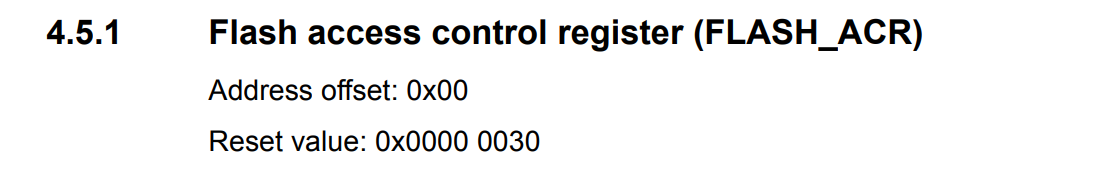 4.5.1 Flash access control register (FLASH_ACR)
Address offset: 0x00
Reset value: 0x0000 0030